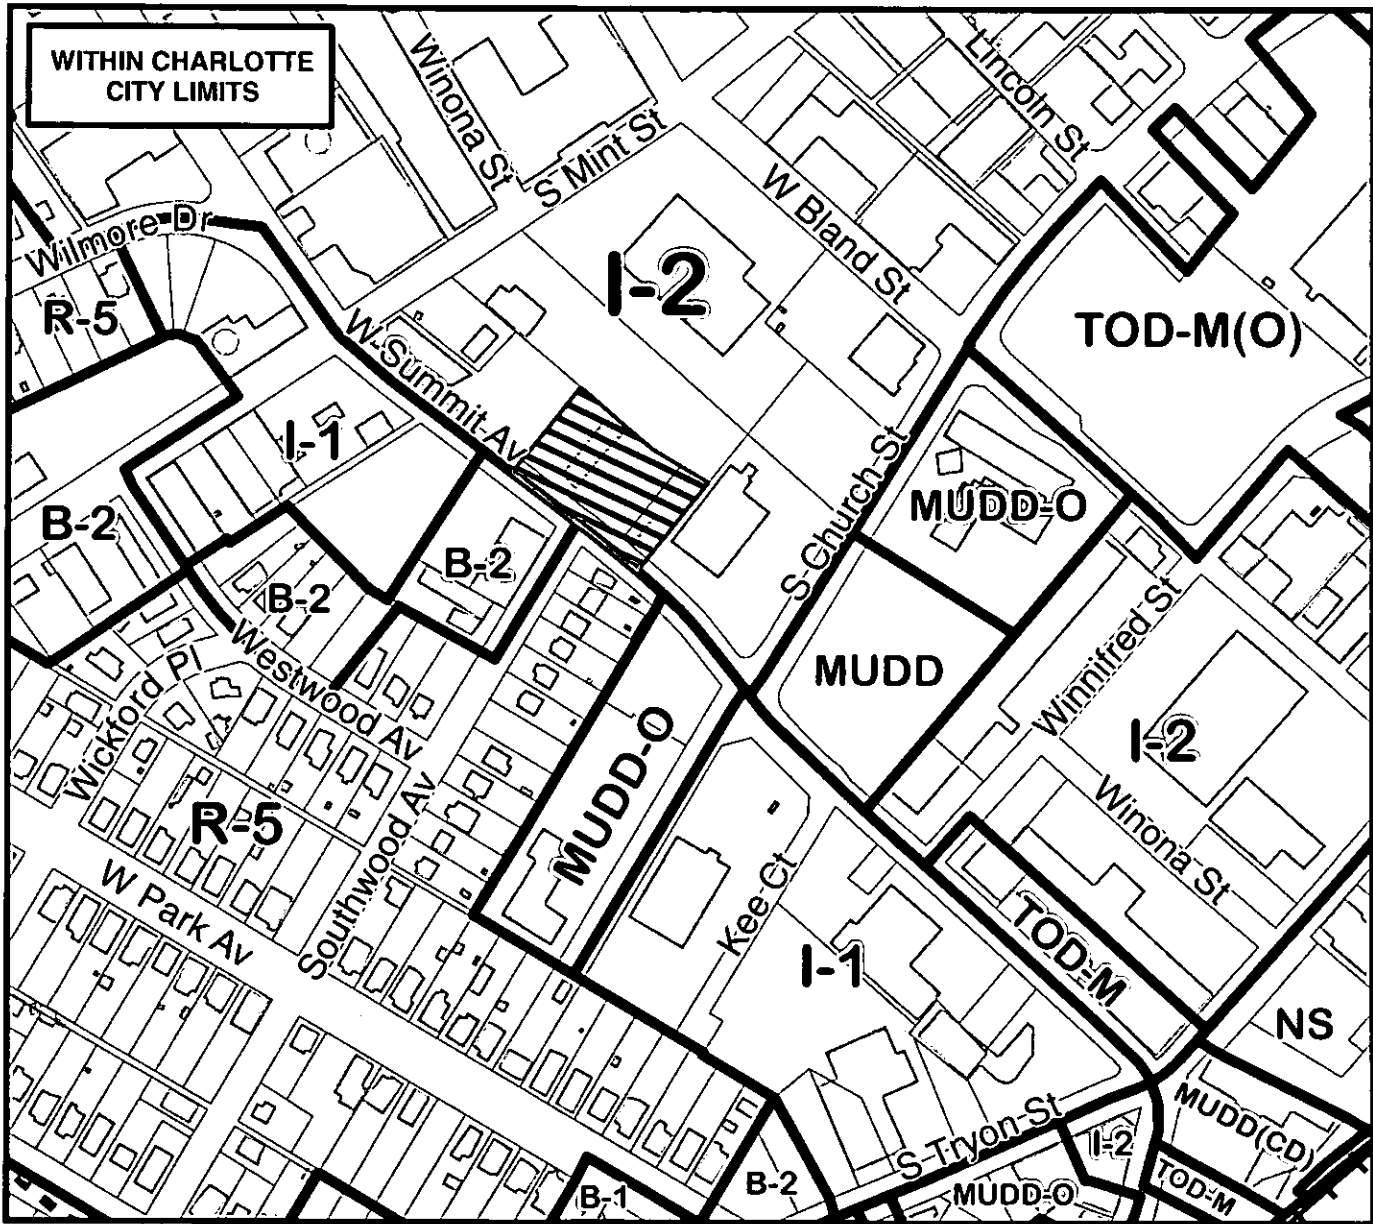 WITHIN CHARLOTTE
CITY LIMITS
Winona St
S Mint St
Lincoln St
W Bland St
Wilmore Dr
I-2
R-5
TOD-M(O)
W Summit Av
I-1
S Church St
MUDD-O
B-2
B-2
B-2
Winnifred St
MUDD
Westwood Av
Wickford Pl
MUDD-O
I-2
Winona St
R-5
Southwood Av
W Park Av
Kee Ct
I-1
TOD-M
NS
S Tryon St
MUDD(CD)
I-2
TOD-M
B-2
B-1
MUDD-O